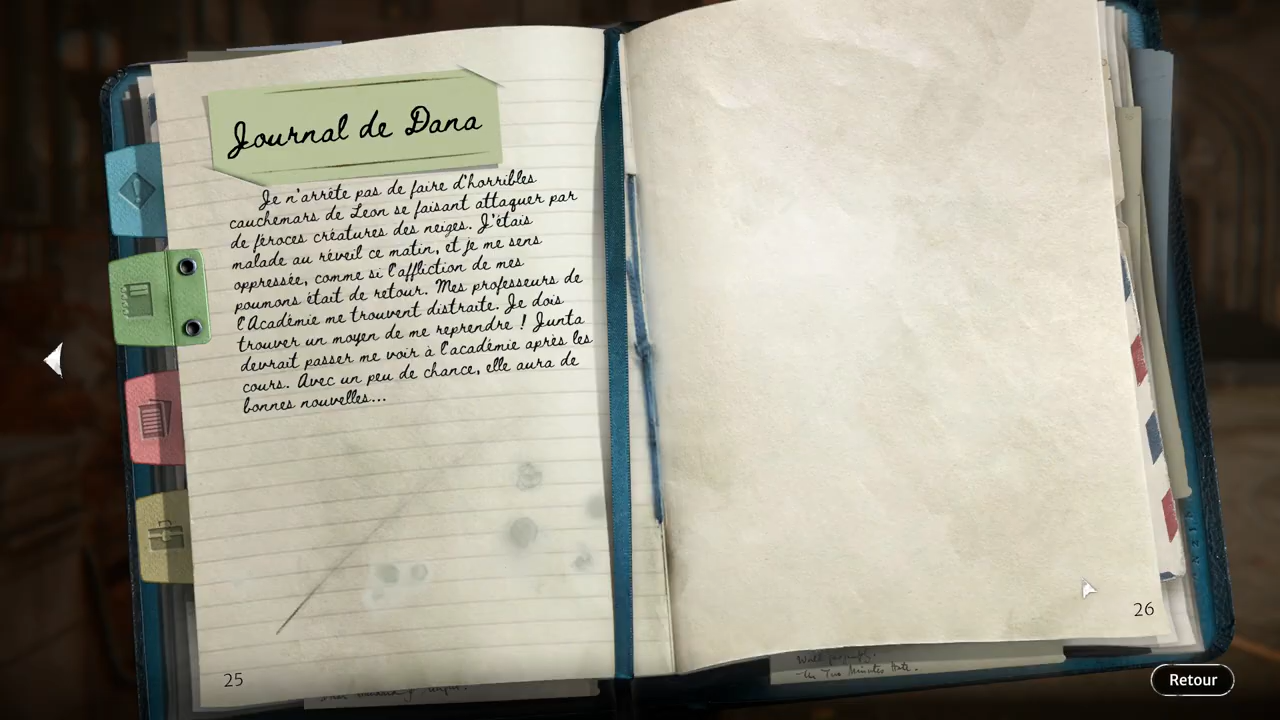 Journal de Dana
Je n'arrête pas de faire d'horribles
cauchemars de Leon se faisant attaquer par
de féroces créatures des neiges. J'étais
malade au réveil ce matin, et je me sens
oppressée, comme si l'affliction de mes
poumons était de retour. Mes professeurs de
l'Académie me trouvent distraite. Je dois
trouver un moyen de me reprendre ! Junta
devrait passer me voir à l'académie après les
cours. Avec un peu de chance, elle aura de
bonnes nouvelles...
25
26
Retour